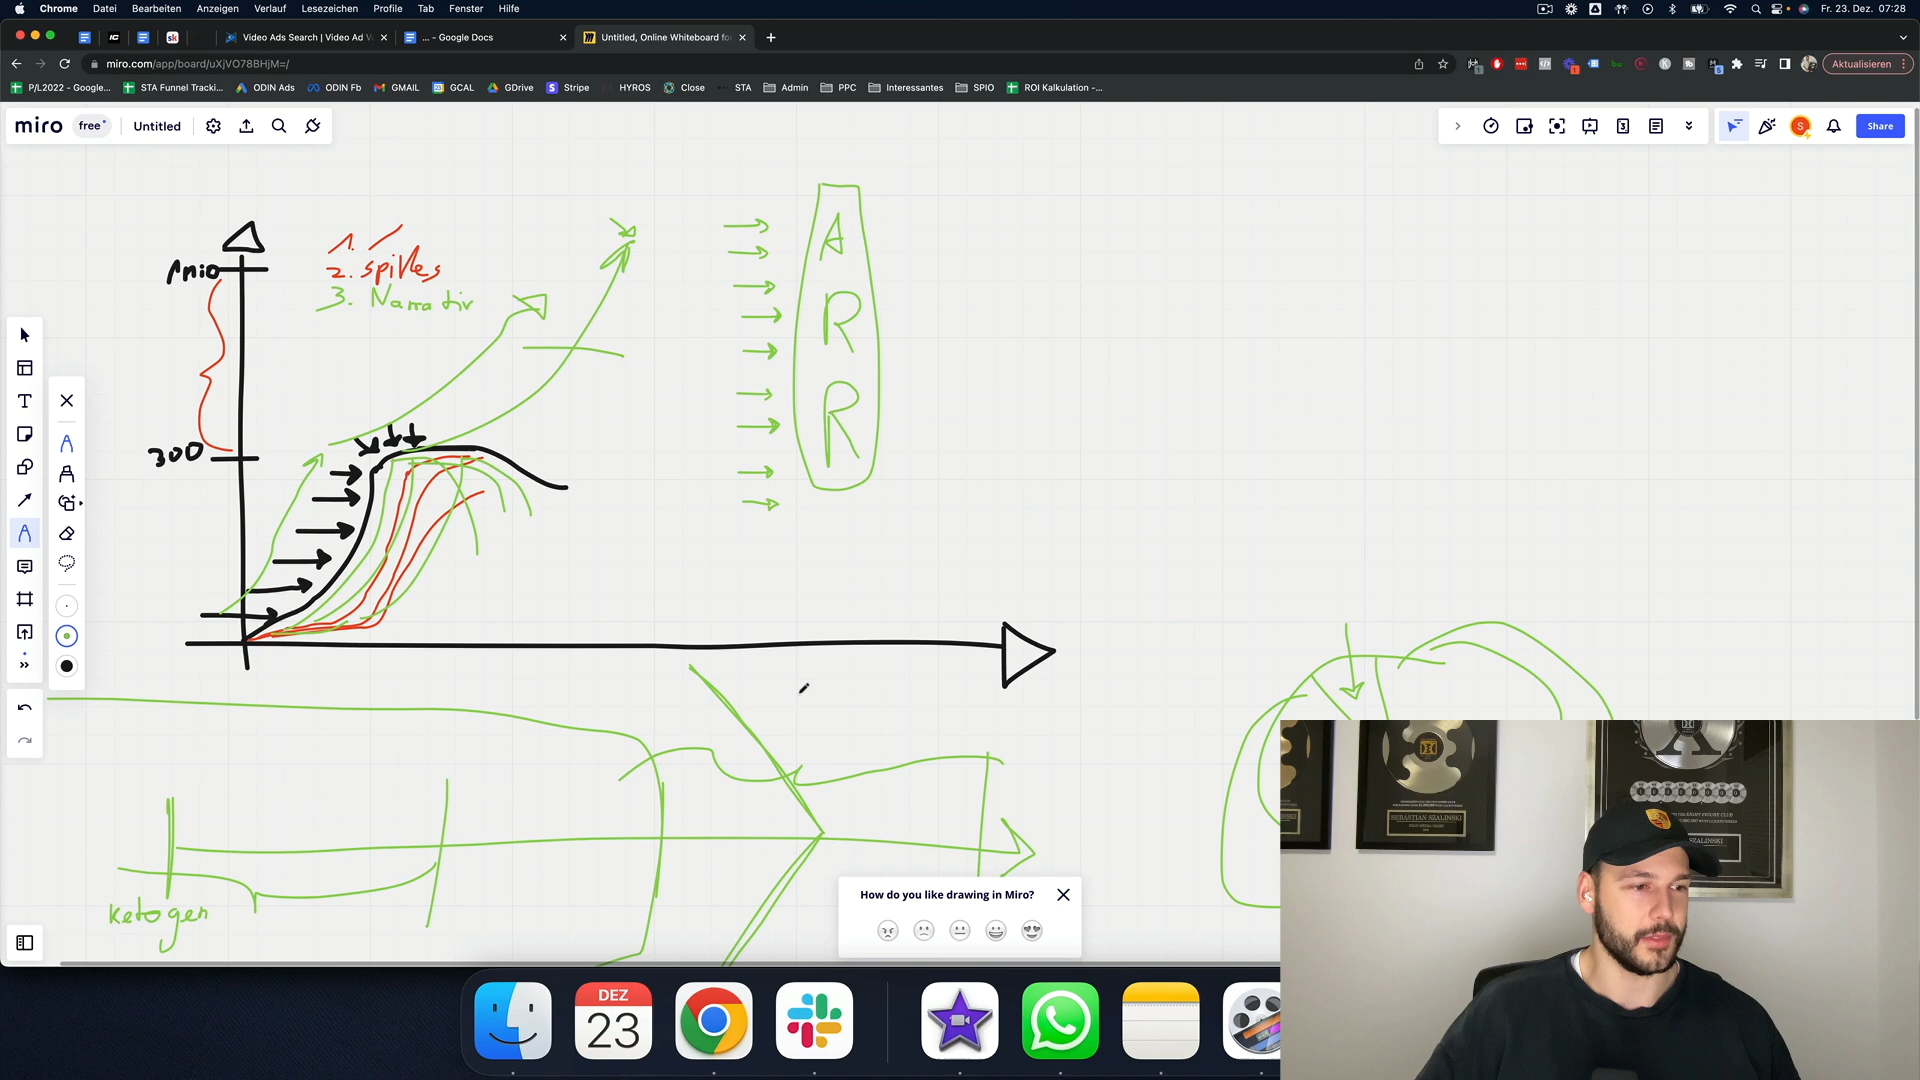 Chrome Datei Bearbeiten Anzeigen Verlauf Lesezeichen Profile Tab Fenster Hilfe
Fr. 23. Dez. 07:28
Video Ads Search | Video Ad V
... - Google Docs
Untitled, Online Whiteboard fo
miro.com/app/board/uXjVO78BHjM=/
Aktualisieren
P/L2022 - Google... STA Funnel Tracki... ODIN Ads ODIN Fb GMAIL GCAL GDrive Stripe HYROS Close STA Admin PPC Interessantes SPIO ROI Kalkulation -...
miro free Untitled
Share
1mio
1.
2. spikes
3. Narrativ
300
A
R
R
ketogen
How do you like drawing in Miro?
SEBASTIAN SZALINSKI
SZALINSKI
DEZ
23